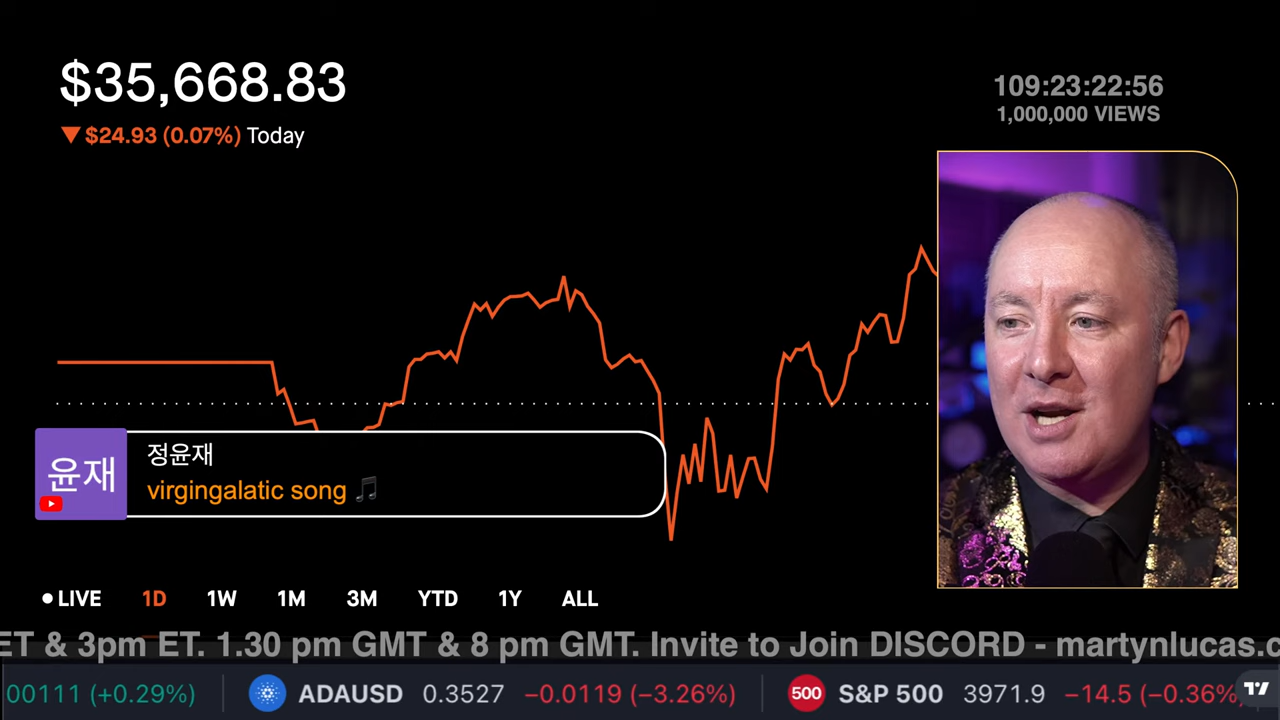 $35,668.83
▼ $24.93 (0.07%) Today
109:23:22:56
1,000,000 VIEWS
윤재
정윤재
virgingalatic song 🎵
LIVE 1D 1W 1M 3M YTD 1Y ALL
ET & 3pm ET. 1.30 pm GMT & 8 pm GMT. Invite to Join DISCORD - martynlucas.c
00111 (+0.29%) ADAUSD 0.3527 −0.0119 (−3.26%) 500 S&P 500 3971.9 −14.5 (−0.36%)